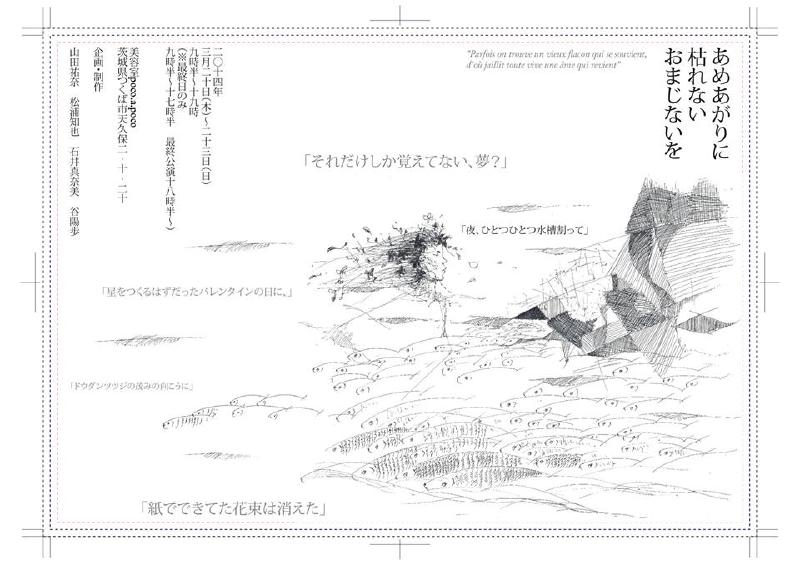 あめあがりに
枯れない
おまじないを
"Parfois on trouve un vieux flacon qui se souvient,
d'où jaillit toute vive une âme qui revient"
「それだけしか覚えてない、夢？」
「夜、ひとつひとつ水槽割って」
「星をつくるはずだったバレンタインの日に、」
「ドウダンツツジの茂みの向こうに」
「紙でできてた花束は消えた」
二〇一四年
三月二十日（木）～二十三日（日）
九時半～十九時
（※最終日のみ
九時半～十七時半　最終公演十八時半～）
美容室poco.a.poco
茨城県つくば市天久保二‐十‐二十
企画・制作
山田祐奈　松浦知也　石井真奈美　谷陽歩